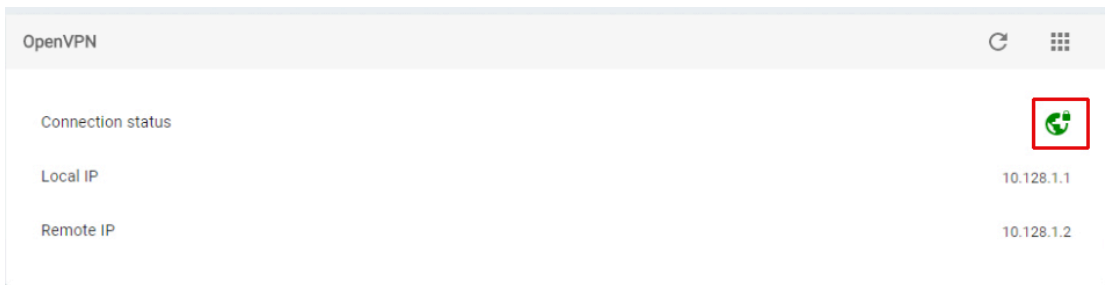 OpenVPN
Connection status
Local IP 10.128.1.1
Remote IP 10.128.1.2